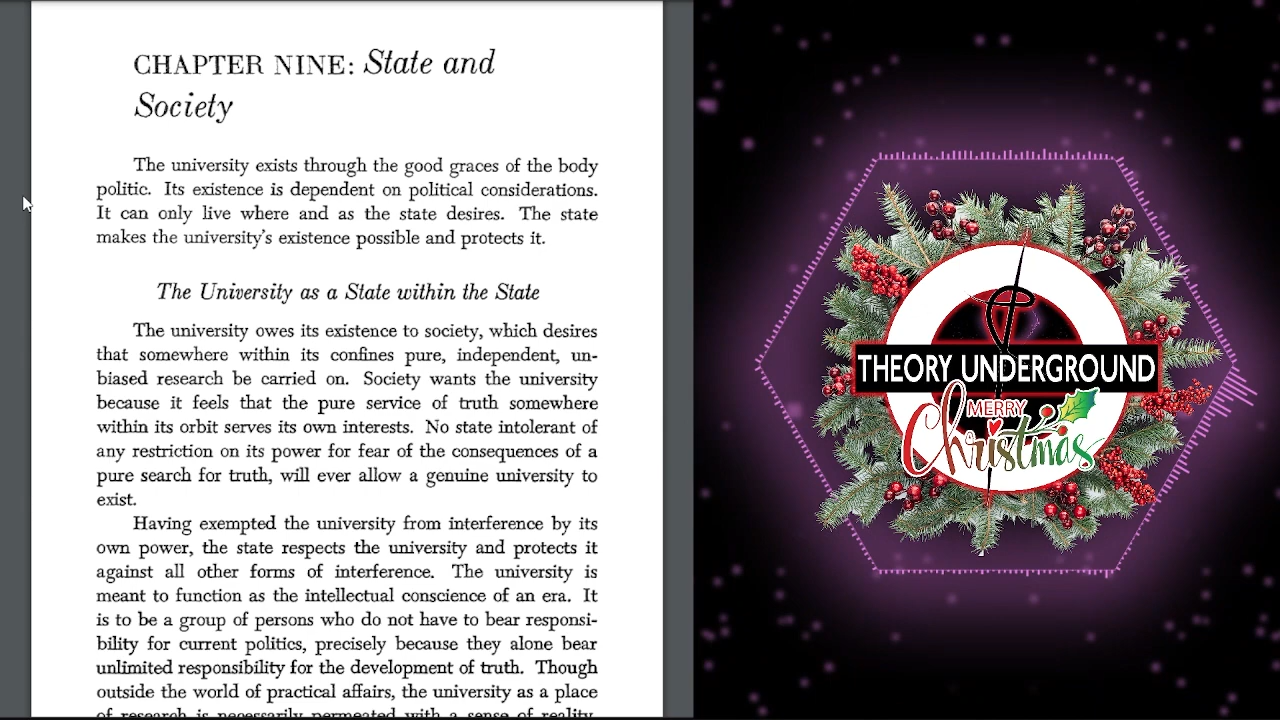 CHAPTER NINE: State and
Society
The university exists through the good graces of the body
politic. Its existence is dependent on political considerations.
It can only live where and as the state desires. The state
makes the university's existence possible and protects it.
The University as a State within the State
The university owes its existence to society, which desires
that somewhere within its confines pure, independent, un-
biased research be carried on. Society wants the university
because it feels that the pure service of truth somewhere
within its orbit serves its own interests. No state intolerant of
any restriction on its power for fear of the consequences of a
pure search for truth, will ever allow a genuine university to
exist.
Having exempted the university from interference by its
own power, the state respects the university and protects it
against all other forms of interference. The university is
meant to function as the intellectual conscience of an era. It
is to be a group of persons who do not have to bear responsi-
bility for current politics, precisely because they alone bear
unlimited responsibility for the development of truth. Though
outside the world of practical affairs, the university as a place
of research is necessarily permeated with a sense of reality.
THEORY UNDERGROUND
MERRY
Christmas